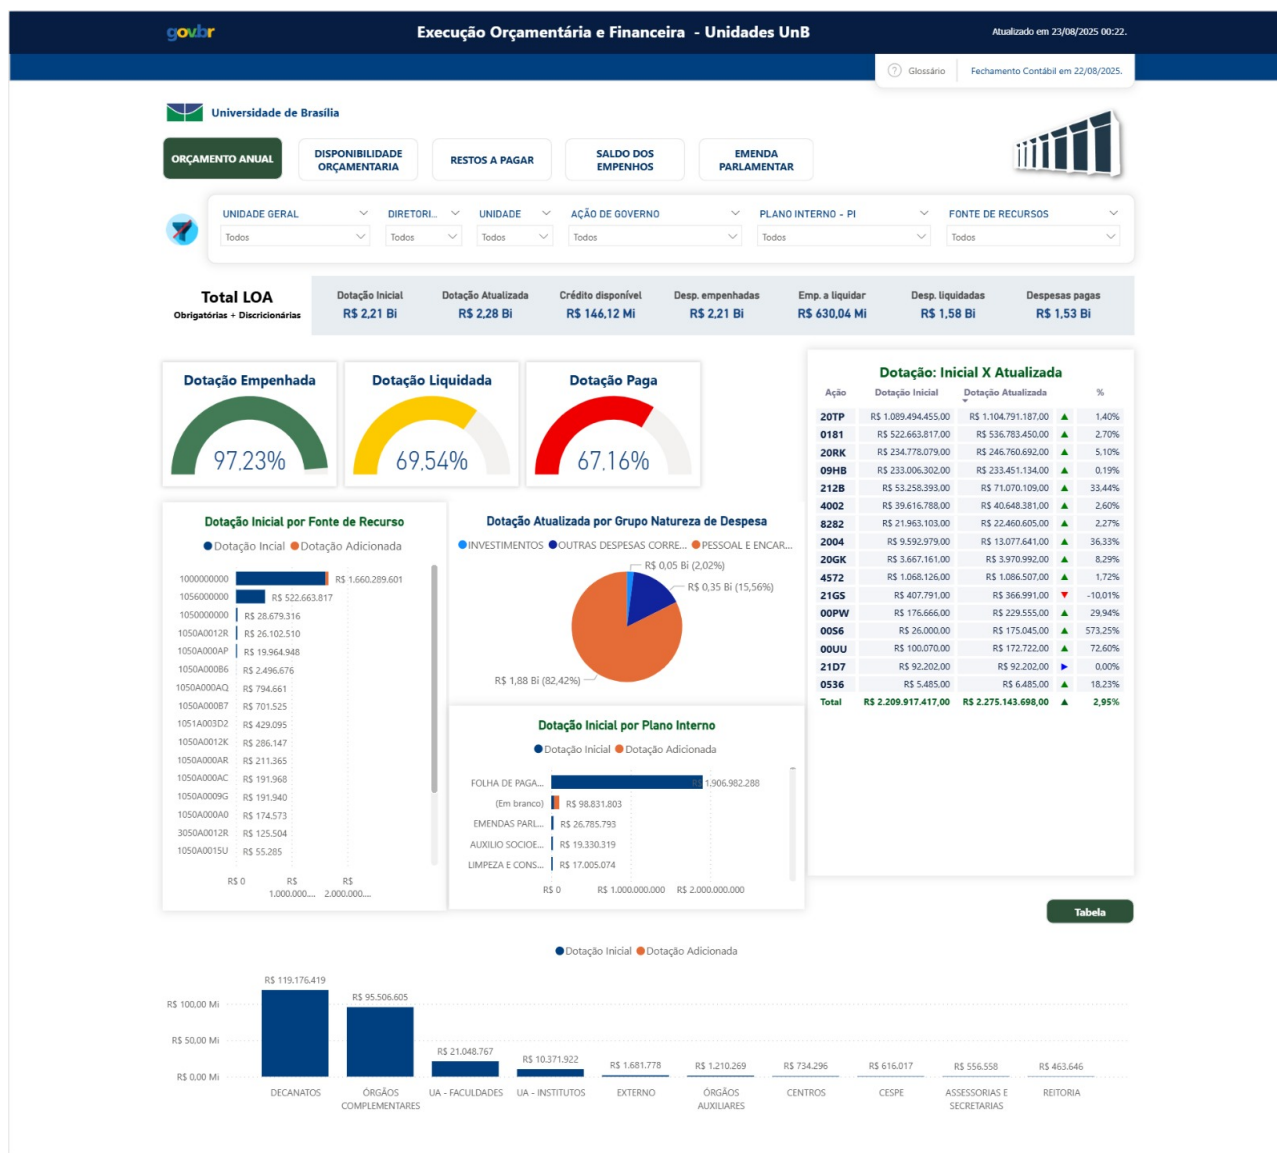 gov.br
Execução Orçamentária e Financeira - Unidades UnB
Atualizado em 23/08/2025 00:22.
? Glossário
Fechamento Contábil em 22/08/2025.
Universidade de Brasília
ORÇAMENTO ANUAL
DISPONIBILIDADE
ORÇAMENTARIA
RESTOS A PAGAR
SALDO DOS
EMPENHOS
EMENDA
PARLAMENTAR
UNIDADE GERAL DIRETORI... UNIDADE AÇÃO DE GOVERNO PLANO INTERNO - PI FONTE DE RECURSOS
Todos Todos Todos Todos Todos Todos
Total LOA
Obrigatórias + Discricionárias
Dotação Inicial Dotação Atualizada Crédito disponível Desp. empenhadas Emp. a liquidar Desp. liquidadas Despesas pagas
R$ 2,21 Bi R$ 2,28 Bi R$ 146,12 Mi R$ 2,21 Bi R$ 630,04 Mi R$ 1,58 Bi R$ 1,53 Bi
Dotação Empenhada
97,23%
Dotação Liquidada
69,54%
Dotação Paga
67,16%
Dotação: Inicial X Atualizada
Ação Dotação Inicial Dotação Atualizada %
20TP R$ 1.089.494.455,00 R$ 1.104.791.187,00 1,40%
0181 R$ 522.663.817,00 R$ 536.783.450,00 2,70%
20RK R$ 234.778.079,00 R$ 246.760.692,00 5,10%
09HB R$ 233.006.302,00 R$ 233.451.134,00 0,19%
212B R$ 53.258.393,00 R$ 71.070.109,00 33,44%
4002 R$ 39.616.788,00 R$ 40.648.381,00 2,60%
8282 R$ 21.963.103,00 R$ 22.460.605,00 2,27%
2004 R$ 9.592.979,00 R$ 13.077.641,00 36,33%
20GK R$ 3.667.161,00 R$ 3.970.992,00 8,29%
4572 R$ 1.068.126,00 R$ 1.086.507,00 1,72%
21GS R$ 407.791,00 R$ 366.991,00 -10,01%
00PW R$ 176.666,00 R$ 229.555,00 29,94%
00S6 R$ 26.000,00 R$ 175.045,00 573,25%
00UU R$ 100.070,00 R$ 172.722,00 72,60%
21D7 R$ 92.202,00 R$ 92.202,00 0,00%
0536 R$ 5.485,00 R$ 6.485,00 18,23%
Total R$ 2.209.917.417,00 R$ 2.275.143.698,00 2,95%
Dotação Inicial por Fonte de Recurso
Dotação Incial Dotação Adicionada
1000000000 R$ 1.660.289.601
1056000000 R$ 522.663.817
1050000000 R$ 28.679.316
1050A0012R R$ 26.102.510
1050A000AP R$ 19.964.948
1050A000B6 R$ 2.496.676
1050A000AQ R$ 794.661
1050A000B7 R$ 701.525
1051A003D2 R$ 429.095
1050A0012K R$ 286.147
1050A000AR R$ 211.365
1050A000AC R$ 191.968
1050A0009G R$ 191.940
1050A000A0 R$ 174.573
3050A0012R R$ 125.504
1050A0015U R$ 55.285
R$ 0 R$ R$
1.000.000.... 2.000.000....
Dotação Atualizada por Grupo Natureza de Despesa
INVESTIMENTOS OUTRAS DESPESAS CORRE... PESSOAL E ENCAR...
R$ 0,05 Bi (2,02%)
R$ 0,35 Bi (15,56%)
R$ 1,88 Bi (82,42%)
Dotação Inicial por Plano Interno
Dotação Inicial Dotação Adicionada
FOLHA DE PAGA... R$ 1.906.982.288
(Em branco) R$ 98.831.803
EMENDAS PARL... R$ 26.785.793
AUXILIO SOCIOE... R$ 19.330.319
LIMPEZA E CONS... R$ 17.005.074
R$ 0 R$ 1.000.000.000 R$ 2.000.000.000
Tabela
Dotação Inicial Dotação Adicionada
R$ 100,00 Mi
R$ 50,00 Mi
R$ 0,00 Mi
R$ 119.176.419 R$ 95.506.605 R$ 21.048.767 R$ 10.371.922 R$ 1.681.778 R$ 1.210.269 R$ 734.296 R$ 616.017 R$ 556.558 R$ 463.646
DECANATOS
ÓRGÃOS
COMPLEMENTARES
UA - FACULDADES
UA - INSTITUTOS
EXTERNO
ÓRGÃOS
AUXILIARES
CENTROS
CESPE
ASSESSORIAS E
SECRETARIAS
REITORIA